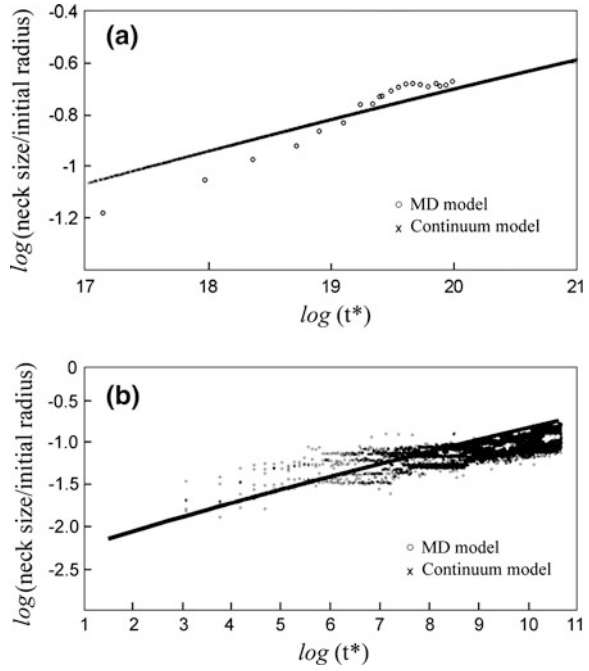 (a)
log(neck size/initial radius)
-0.4
-0.6
-0.8
-1
-1.2
○ MD model
x Continuum model
17 18 19 20 21
log (t*)
(b)
log(neck size/initial radius)
0
-0.5
-1.0
-1.5
-2.0
-2.5
○ MD model
x Continuum model
1 2 3 4 5 6 7 8 9 10 11
log (t*)